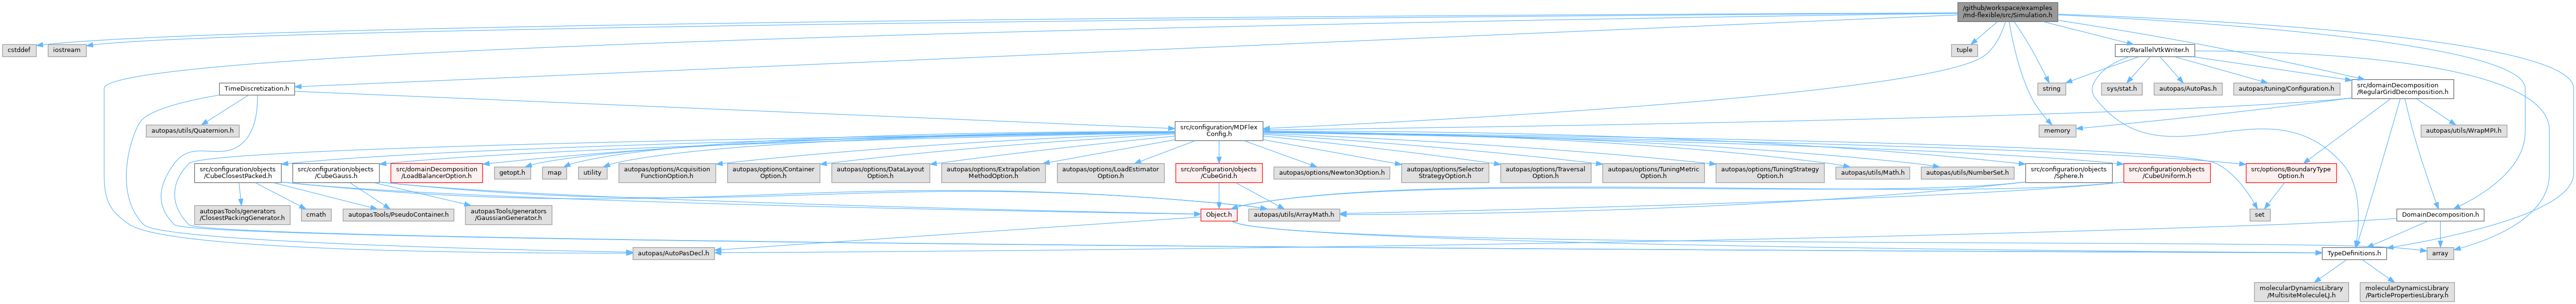 /github/workspace/examples
/md-flexible/src/Simulation.h
cstddef
iostream
tuple
src/ParallelVtkWriter.h
TimeDiscretization.h
string
sys/stat.h
autopas/AutoPas.h
autopas/tuning/Configuration.h
src/domainDecomposition
/RegularGridDecomposition.h
autopas/utils/Quaternion.h
src/configuration/MDFlex
Config.h
memory
autopas/utils/WrapMPI.h
src/configuration/objects
/CubeClosestPacked.h
src/configuration/objects
/CubeGauss.h
src/domainDecomposition
/LoadBalancerOption.h
getopt.h
map
utility
autopas/options/Acquisition
FunctionOption.h
autopas/options/Container
Option.h
autopas/options/DataLayout
Option.h
autopas/options/Extrapolation
MethodOption.h
autopas/options/LoadEstimator
Option.h
src/configuration/objects
/CubeGrid.h
autopas/options/Newton3Option.h
autopas/options/Selector
StrategyOption.h
autopas/options/Traversal
Option.h
autopas/options/TuningMetric
Option.h
autopas/options/TuningStrategy
Option.h
autopas/utils/Math.h
autopas/utils/NumberSet.h
src/configuration/objects
/Sphere.h
src/configuration/objects
/CubeUniform.h
src/options/BoundaryType
Option.h
autopasTools/generators
/ClosestPackingGenerator.h
cmath
autopasTools/PseudoContainer.h
autopasTools/generators
/GaussianGenerator.h
Object.h
autopas/utils/ArrayMath.h
set
DomainDecomposition.h
autopas/AutoPasDecl.h
TypeDefinitions.h
array
molecularDynamicsLibrary
/MultisiteMoleculeLJ.h
molecularDynamicsLibrary
/ParticlePropertiesLibrary.h